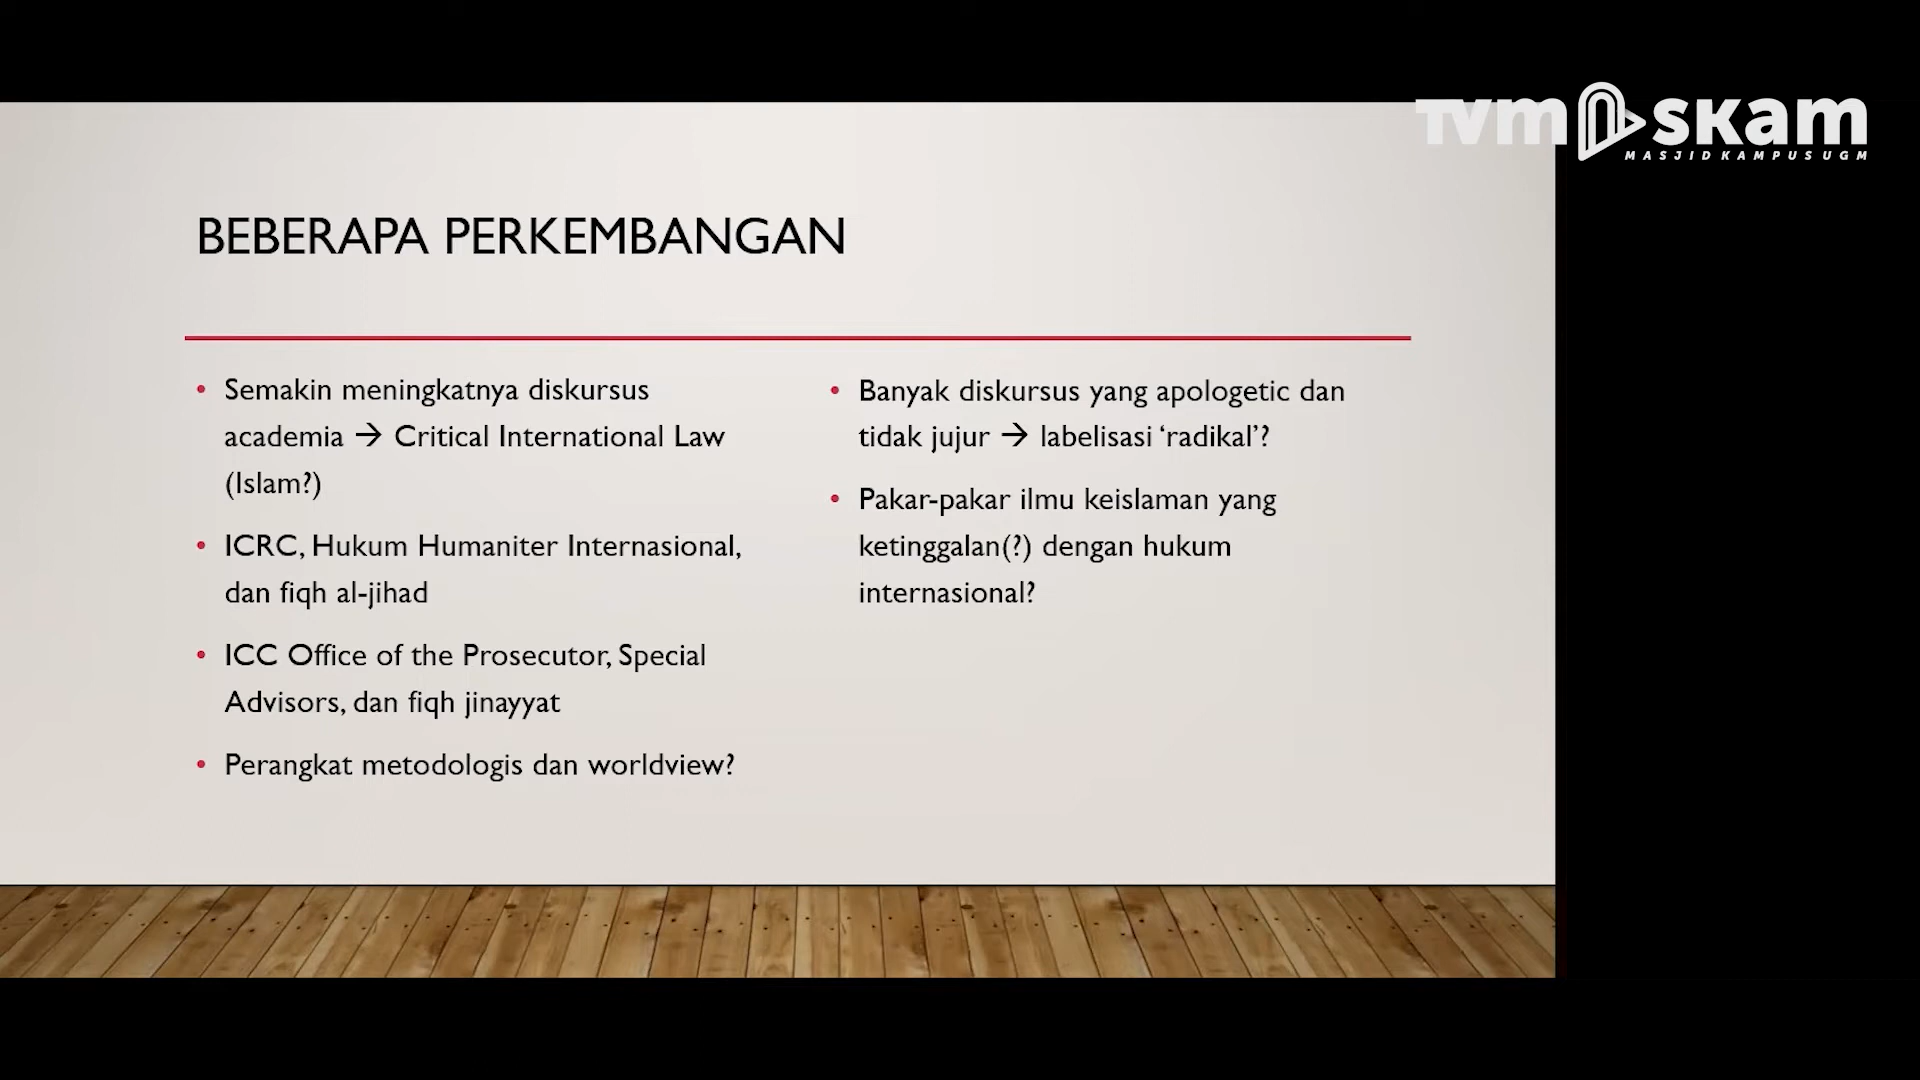 TVM SKAM
MASJID KAMPUS UGM
BEBERAPA PERKEMBANGAN
• Semakin meningkatnya diskursus
academia → Critical International Law
(Islam?)
• ICRC, Hukum Humaniter Internasional,
dan fiqh al-jihad
• ICC Office of the Prosecutor, Special
Advisors, dan fiqh jinayyat
• Perangkat metodologis dan worldview?
• Banyak diskursus yang apologetic dan
tidak jujur → labelisasi ‘radikal’?
• Pakar-pakar ilmu keislaman yang
ketinggalan(?) dengan hukum
internasional?